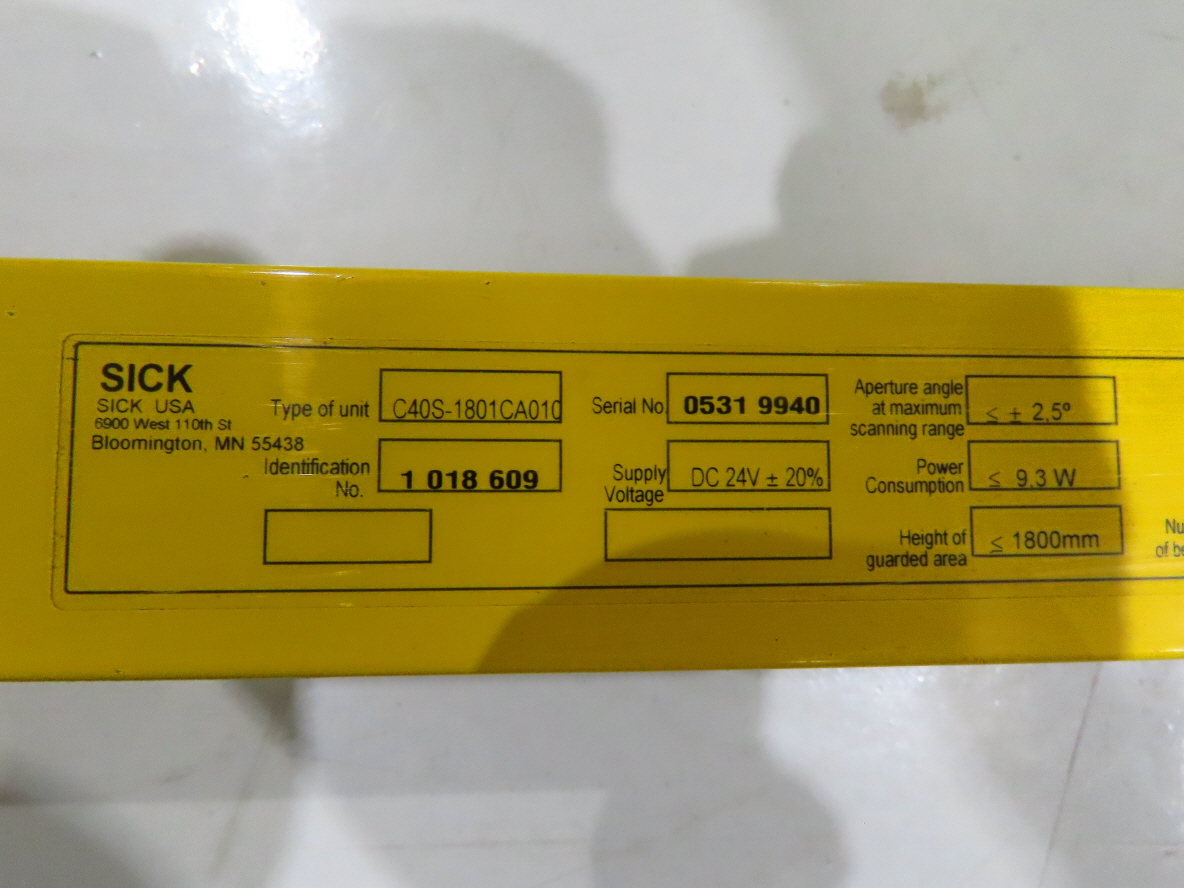 SICK
SICK USA
6900 West 110th St
Bloomington, MN 55438
Type of unit
C40S-1801CA010
Identification
No.
1 018 609
Serial No.
0531 9940
Supply
Voltage
DC 24V ± 20%
Aperture angle
at maximum
scanning range
≤ ± 2,5º
Power
Consumption
≤ 9,3 W
Height of
guarded area
≤ 1800mm
of